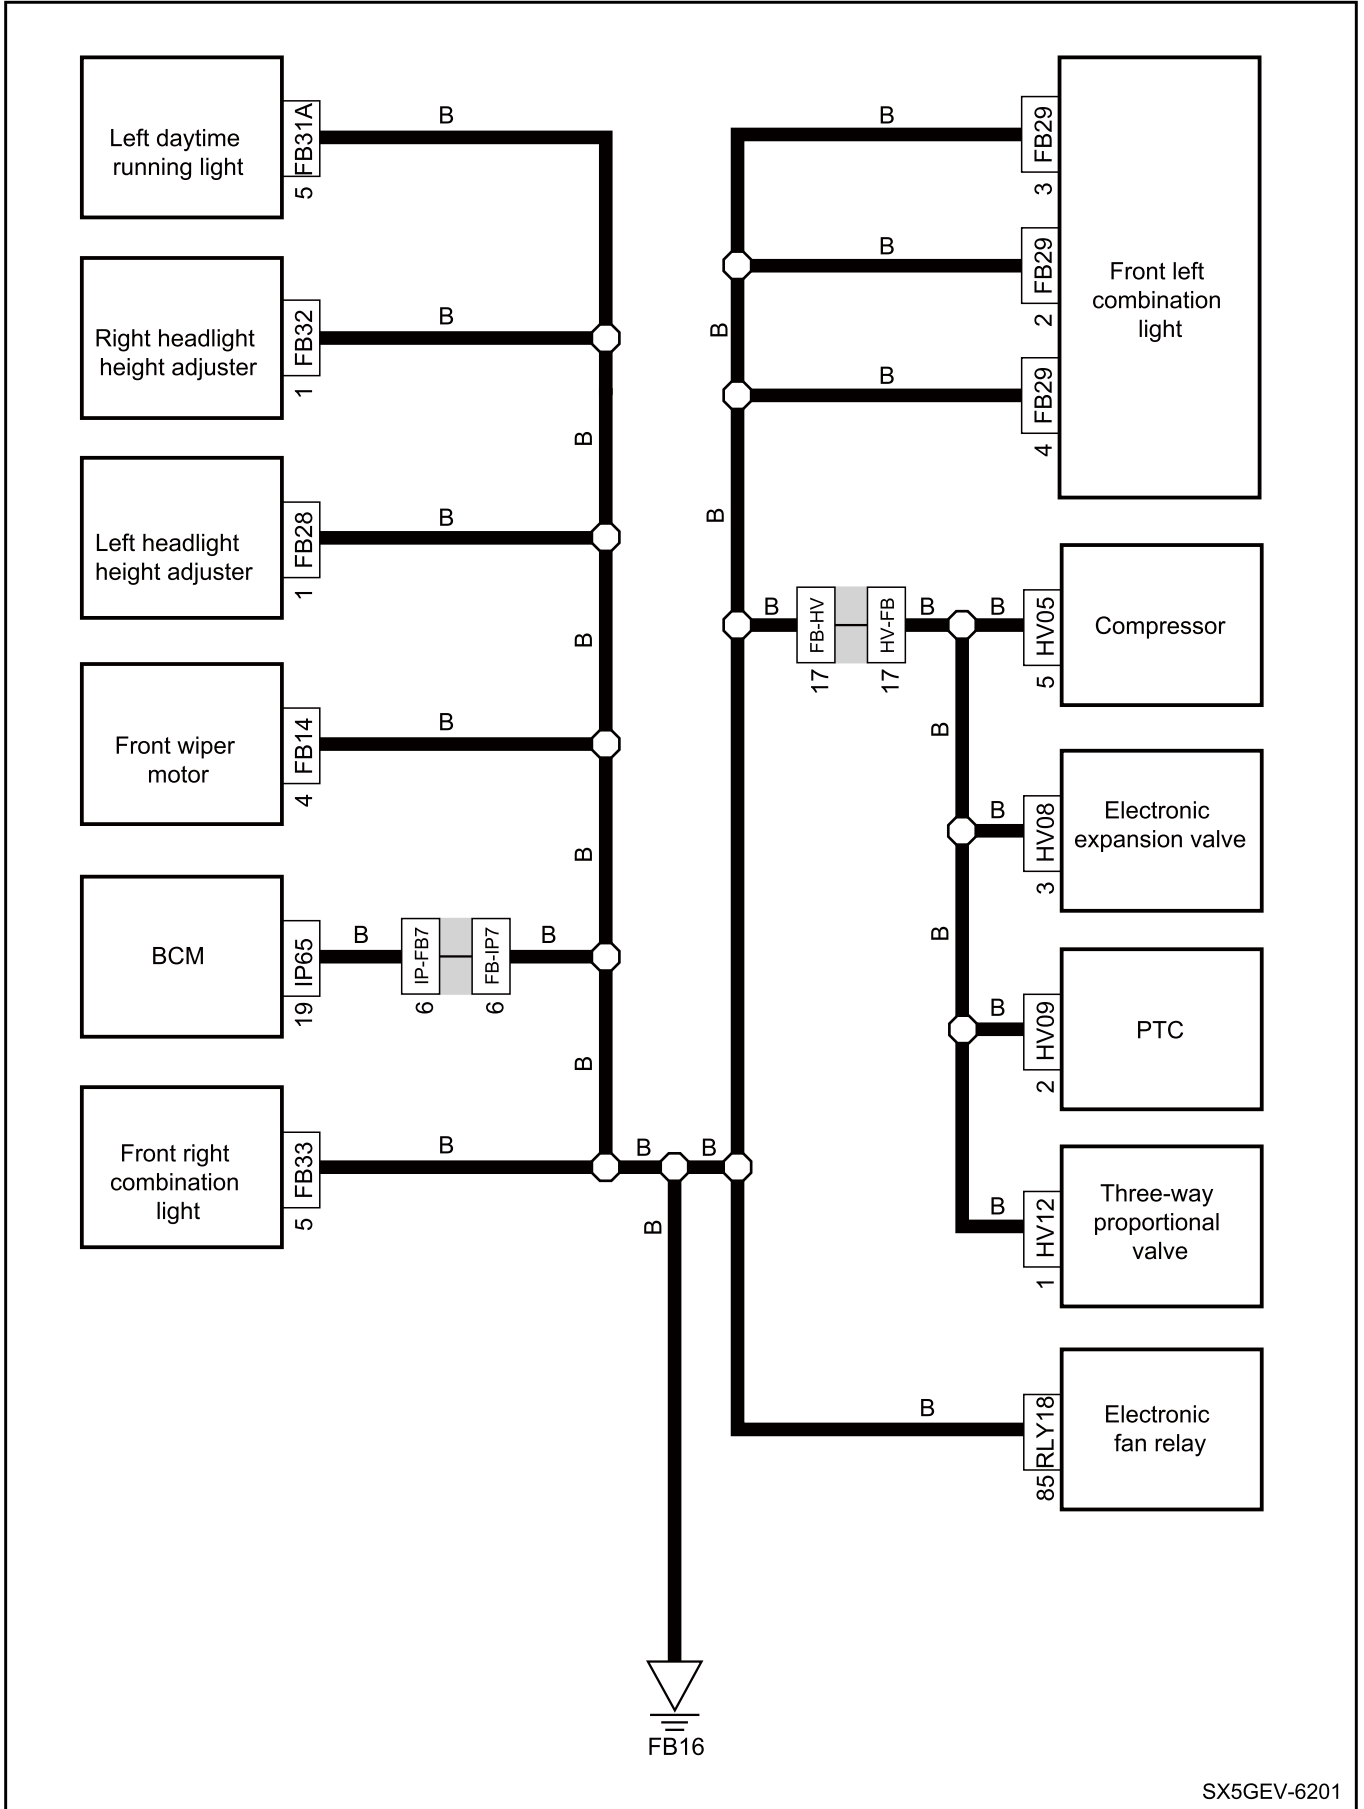 Left daytime
running light
FB31A
5
B
Right headlight
height adjuster
FB32
1
B
B
Left headlight
height adjuster
FB28
1
B
B
Front wiper
motor
FB14
4
B
B
BCM
IP65
19
B
IP-FB7
6
FB-IP7
6
B
B
Front right
combination
light
FB33
5
B
B
B
B
FB16
B
FB29
3
B
FB29
2
B
B
FB29
4
Front left
combination
light
B
B
FB-HV
17
HV-FB
17
B
B
HV05
5
Compressor
B
B
HV08
3
Electronic
expansion valve
B
B
HV09
2
PTC
B
HV12
1
Three-way
proportional
valve
B
RLY18
85
Electronic
fan relay
SX5GEV-6201